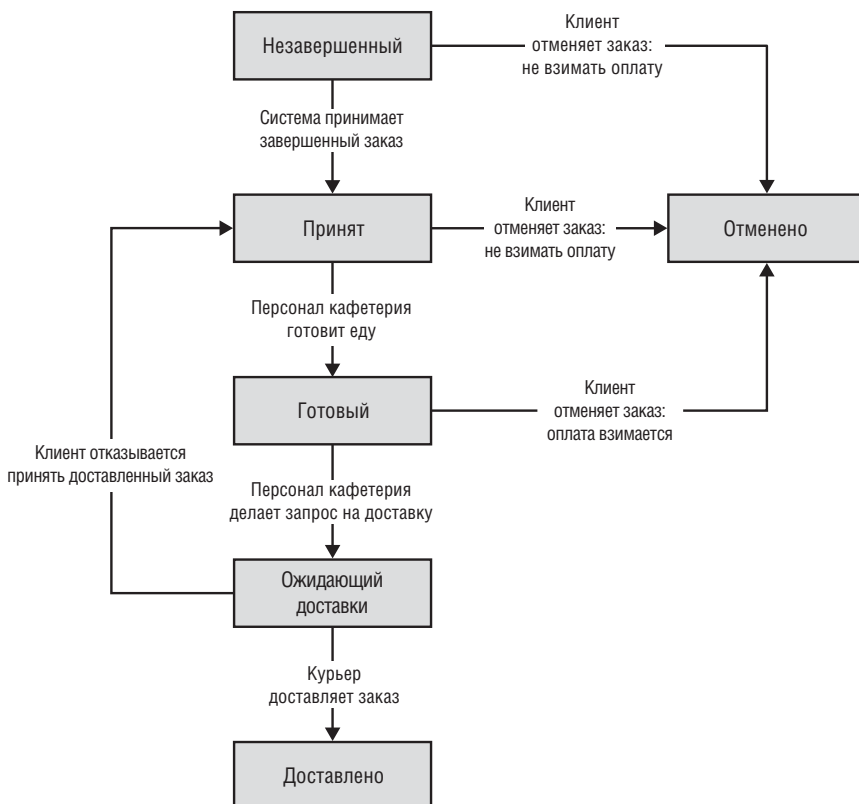 Незавершенный
Клиент
отменяет заказ:
не взимать оплату
Система принимает
завершенный заказ
Принят
Клиент
отменяет заказ:
не взимать оплату
Отменено
Персонал кафетерия
готовит еду
Готовый
Клиент
отменяет заказ:
оплата взимается
Клиент отказывается
принять доставленный заказ
Персонал кафетерия
делает запрос на доставку
Ожидающий
доставки
Курьер
доставляет заказ
Доставлено